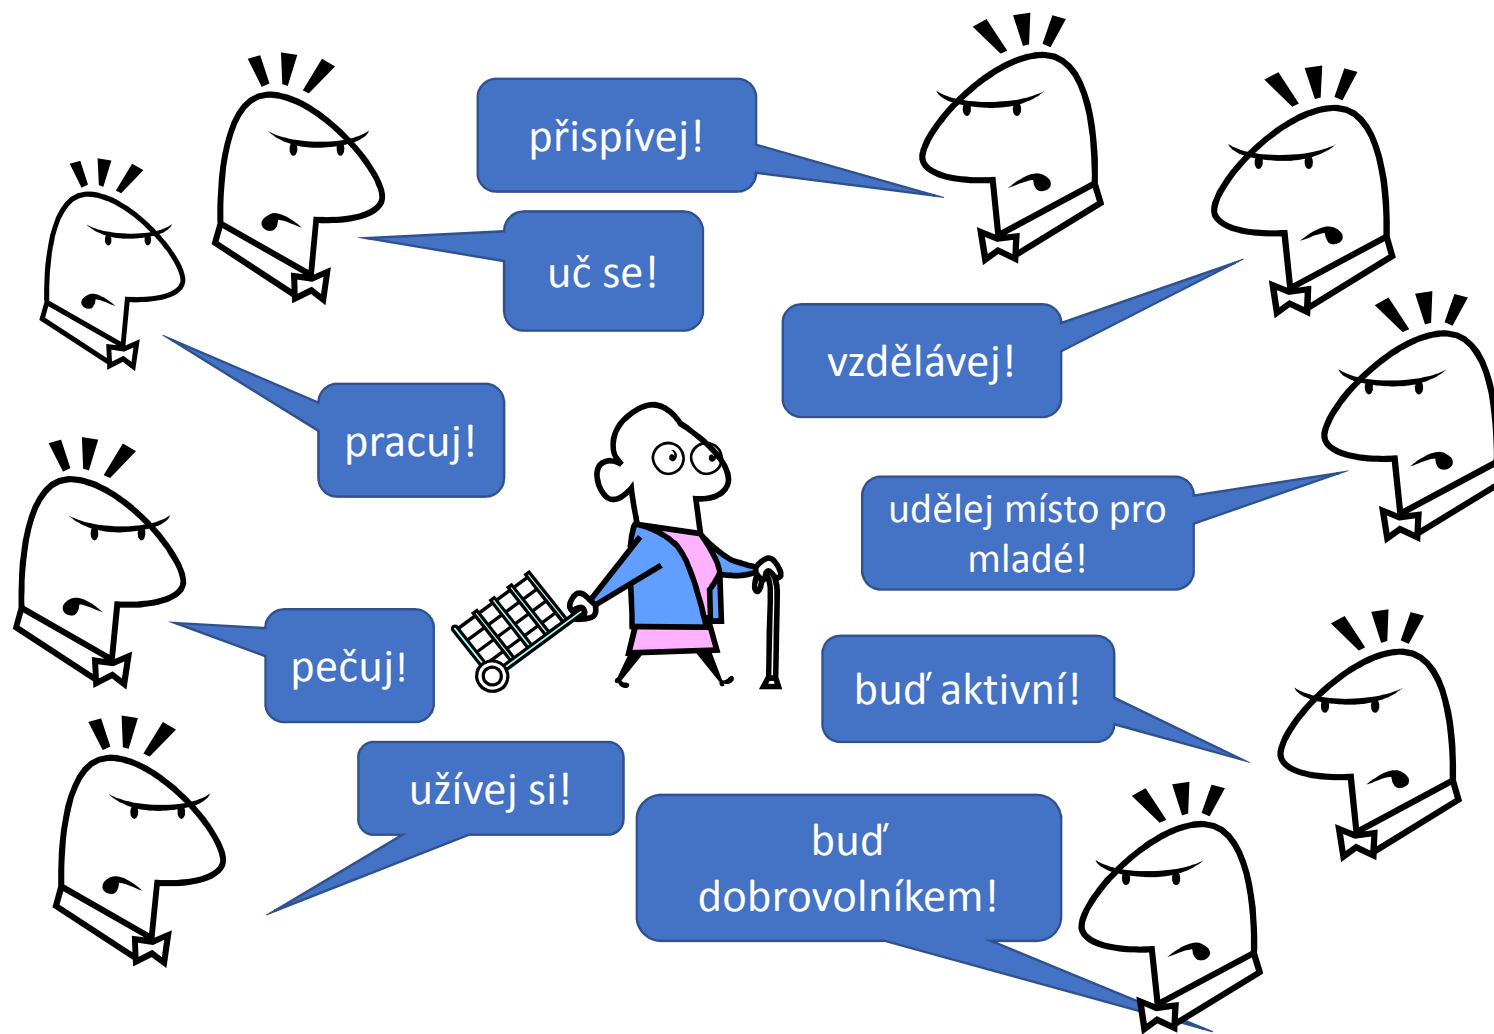 přispívej!
uč se!
vzdělávej!
pracuj!
udělej místo pro
mladé!
pečuj!
buď aktivní!
užívej si!
buď
dobrovolníkem!